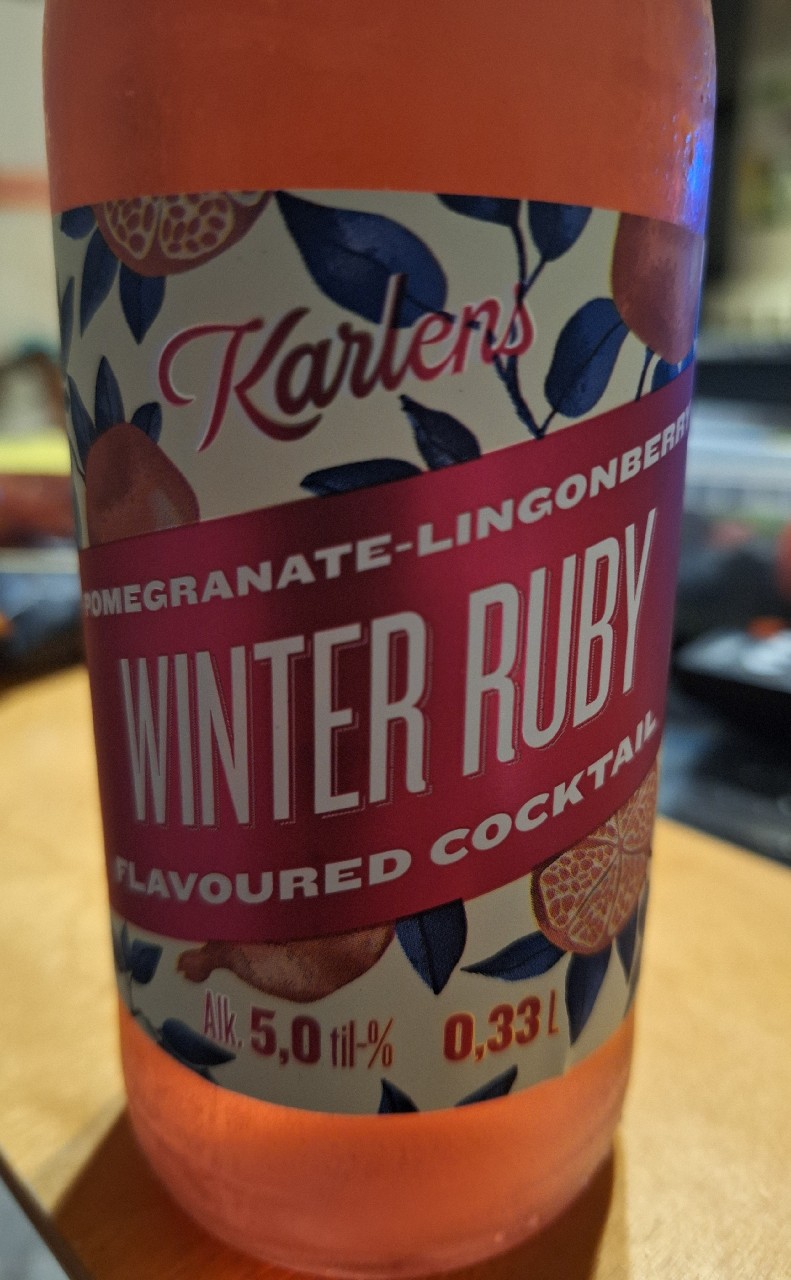 Karlens
POMEGRANATE-LINGONBERRY
WINTER RUBY
FLAVOURED COCKTAIL
Alk. 5,0 til-% 0,33 L